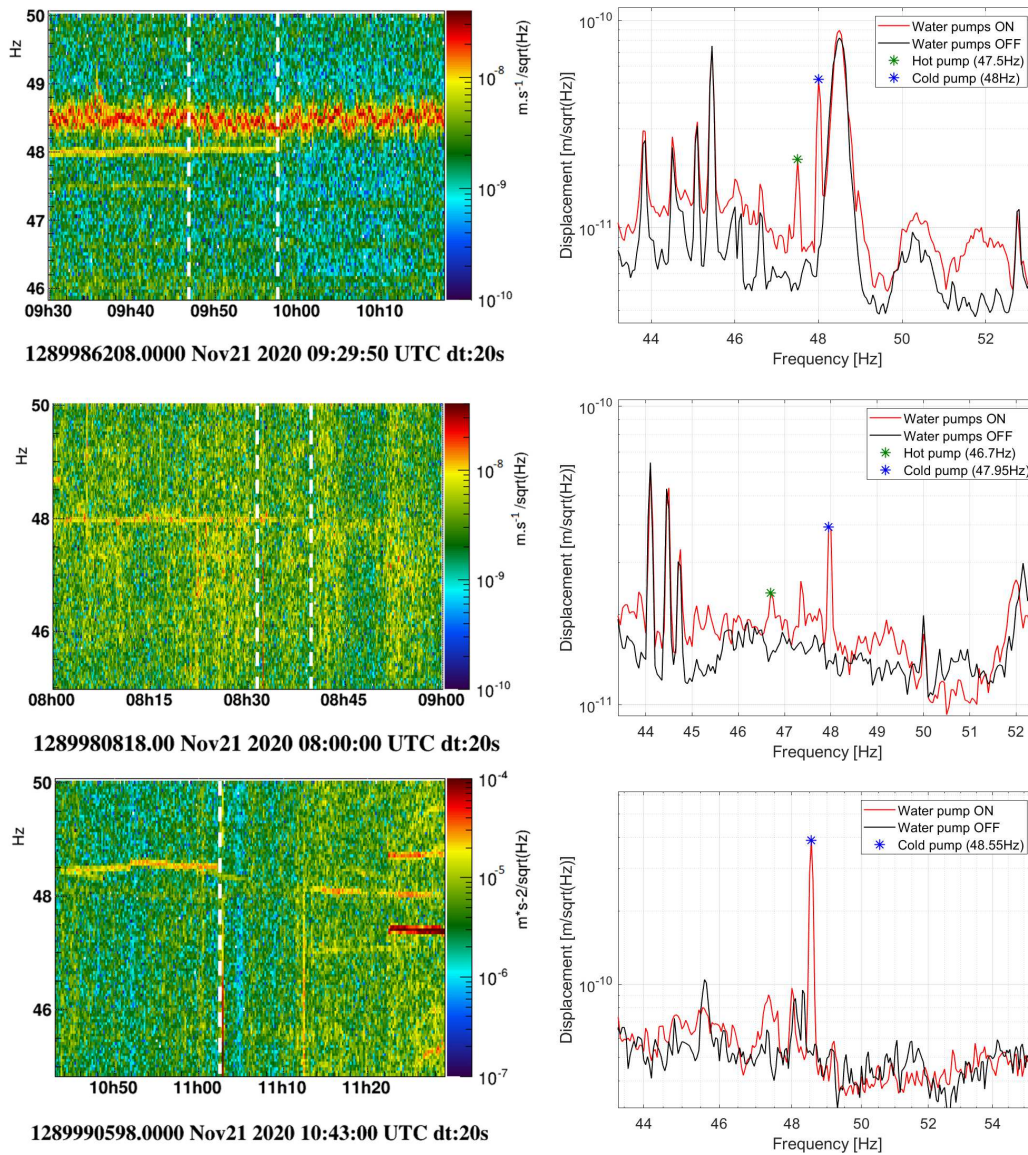 50
49
48
47
46
Hz
09h30 09h40 09h50 10h00 10h10
10⁻⁸
10⁻⁹
10⁻¹⁰
m.s⁻¹/sqrt(Hz)
1289986208.0000 Nov21 2020 09:29:50 UTC dt:20s
10⁻¹⁰
10⁻¹¹
Displacement [m/sqrt(Hz)]
Water pumps ON
Water pumps OFF
Hot pump (47.5Hz)
Cold pump (48Hz)
44 46 48 50 52
Frequency [Hz]
50
48
46
Hz
08h00 08h15 08h30 08h45 09h00
10⁻⁸
10⁻⁹
10⁻¹⁰
m.s⁻¹/sqrt(Hz)
1289980818.00 Nov21 2020 08:00:00 UTC dt:20s
10⁻¹⁰
10⁻¹¹
Displacement [m/sqrt(Hz)]
Water pumps ON
Water pumps OFF
Hot pump (46.7Hz)
Cold pump (47.95Hz)
44 45 46 47 48 49 50 51 52
Frequency [Hz]
50
48
46
Hz
10h50 11h00 11h10 11h20
10⁻⁴
10⁻⁵
10⁻⁶
10⁻⁷
m*s-2/sqrt(Hz)
1289990598.0000 Nov21 2020 10:43:00 UTC dt:20s
10⁻¹⁰
Displacement [m/sqrt(Hz)]
Water pump ON
Water pump OFF
Cold pump (48.55Hz)
44 46 48 50 52 54
Frequency [Hz]